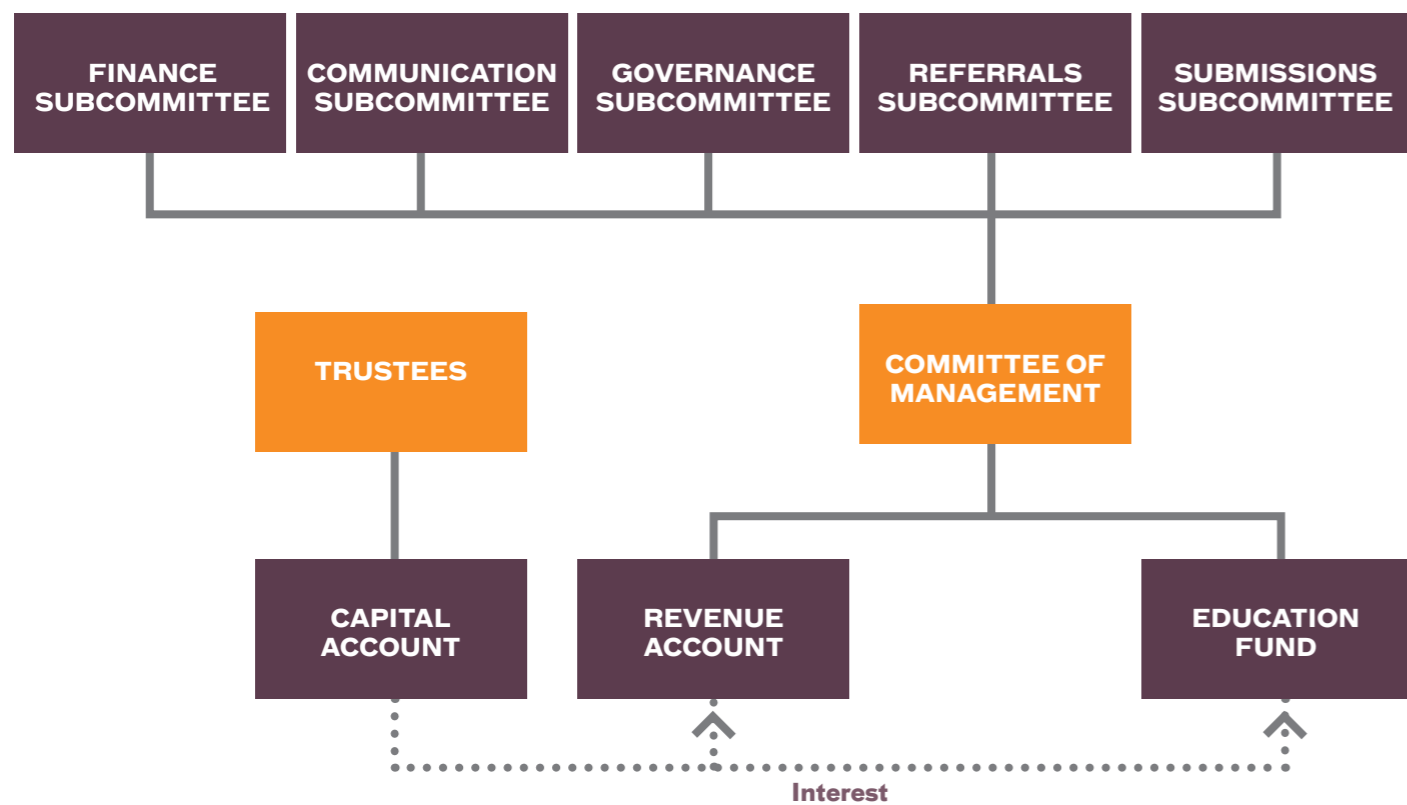 FINANCE
SUBCOMMITTEE
COMMUNICATION
SUBCOMMITTEE
GOVERNANCE
SUBCOMMITTEE
REFERRALS
SUBCOMMITTEE
SUBMISSIONS
SUBCOMMITTEE
TRUSTEES
COMMITTEE OF
MANAGEMENT
CAPITAL
ACCOUNT
REVENUE
ACCOUNT
EDUCATION
FUND
Interest